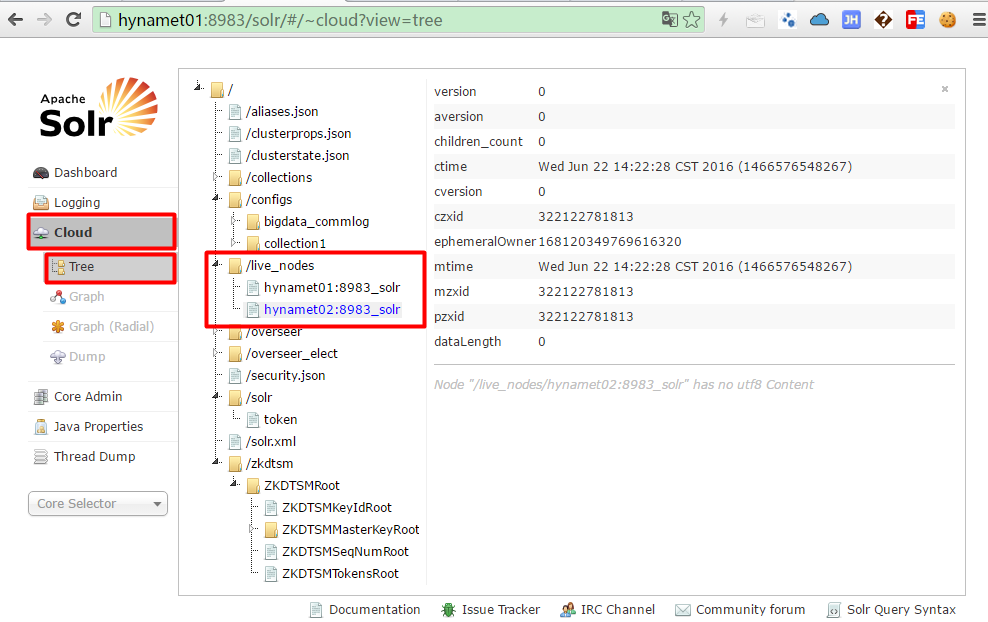 hynamet01:8983/solr/#/~cloud?view=tree
JH
FE
Apache
Solr
Dashboard
Logging
Cloud
Tree
Graph
Graph (Radial)
Dump
Core Admin
Java Properties
Thread Dump
Core Selector
/
/aliases.json
/clusterprops.json
/clusterstate.json
/collections
/configs
bigdata_commlog
collection1
/live_nodes
hynamet01:8983_solr
hynamet02:8983_solr
/overseer
/overseer_elect
/security.json
/solr
token
/solr.xml
/zkdtsm
ZKDTSMRoot
ZKDTSMKeyIdRoot
ZKDTSMMasterKeyRoot
ZKDTSMSeqNumRoot
ZKDTSMTokensRoot
version 0
aversion 0
children_count 0
ctime Wed Jun 22 14:22:28 CST 2016 (1466576548267)
cversion 0
czxid 322122781813
ephemeralOwner 168120349769616320
mtime Wed Jun 22 14:22:28 CST 2016 (1466576548267)
mzxid 322122781813
pzxid 322122781813
dataLength 0
Node "/live_nodes/hynamet02:8983_solr" has no utf8 Content
Documentation Issue Tracker IRC Channel Community forum Solr Query Syntax